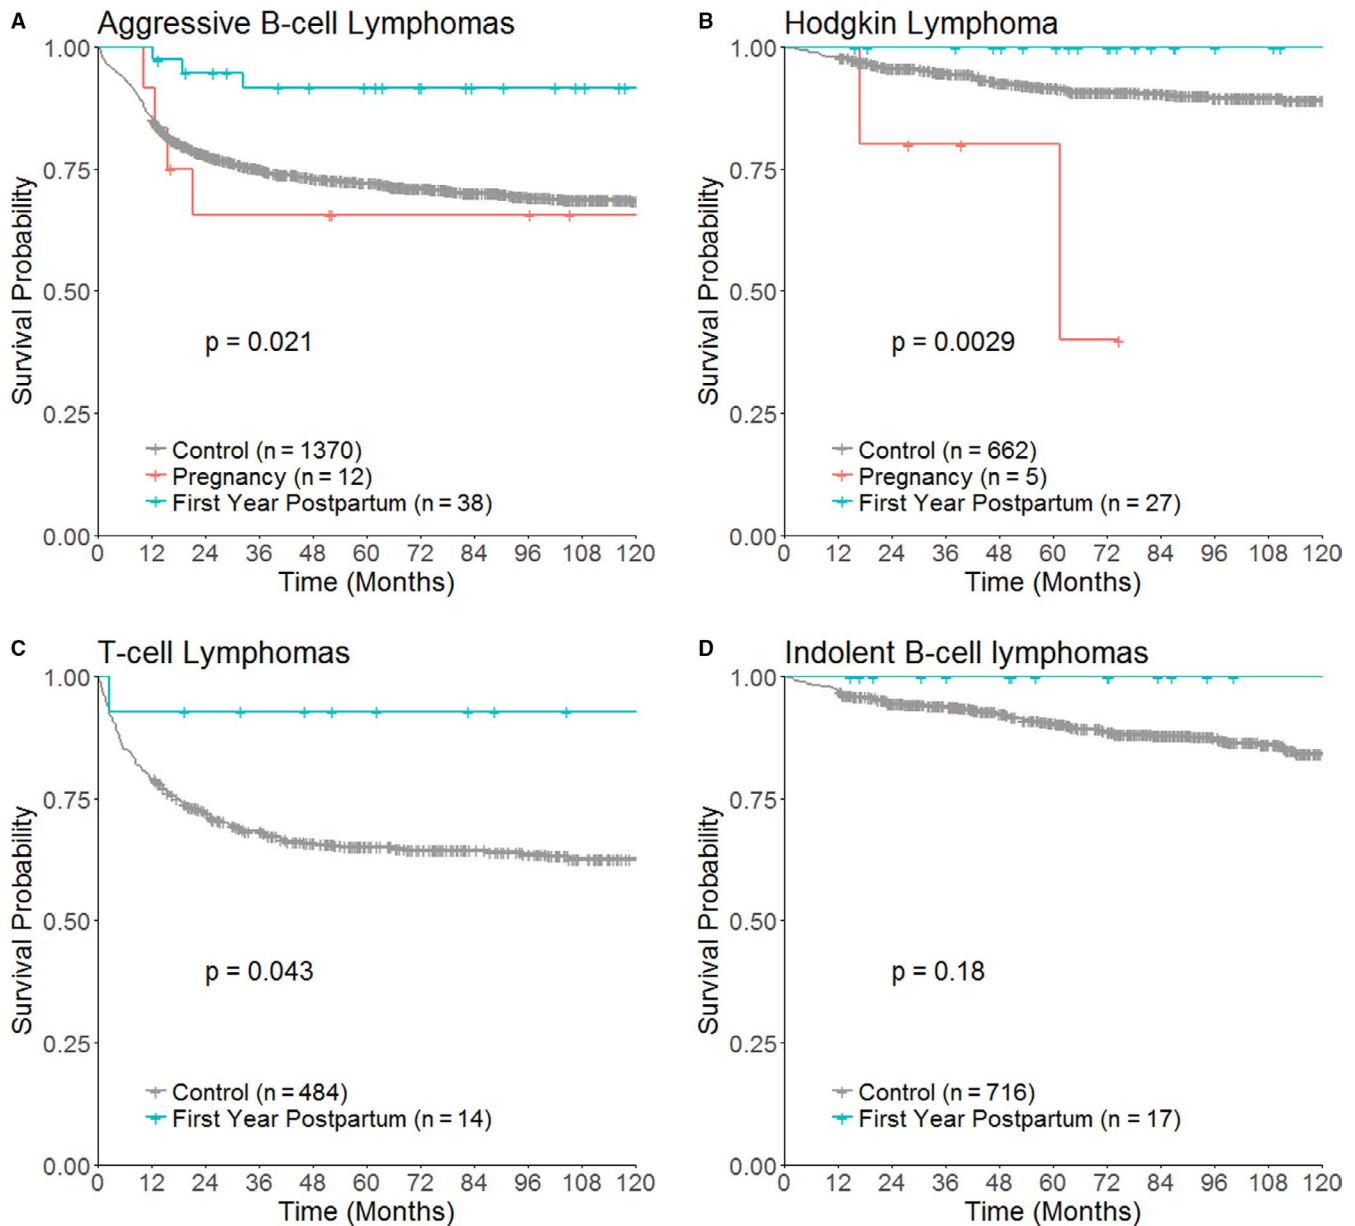 A Aggressive B-cell Lymphomas
Survival Probability
1.00
0.75
0.50
0.25
0.00
p = 0.021
Control (n = 1370)
Pregnancy (n = 12)
First Year Postpartum (n = 38)
0 12 24 36 48 60 72 84 96 108 120
Time (Months)
B Hodgkin Lymphoma
Survival Probability
1.00
0.75
0.50
0.25
0.00
p = 0.0029
Control (n = 662)
Pregnancy (n = 5)
First Year Postpartum (n = 27)
0 12 24 36 48 60 72 84 96 108 120
Time (Months)
C T-cell Lymphomas
Survival Probability
1.00
0.75
0.50
0.25
0.00
p = 0.043
Control (n = 484)
First Year Postpartum (n = 14)
0 12 24 36 48 60 72 84 96 108 120
Time (Months)
D Indolent B-cell lymphomas
Survival Probability
1.00
0.75
0.50
0.25
0.00
p = 0.18
Control (n = 716)
First Year Postpartum (n = 17)
0 12 24 36 48 60 72 84 96 108 120
Time (Months)